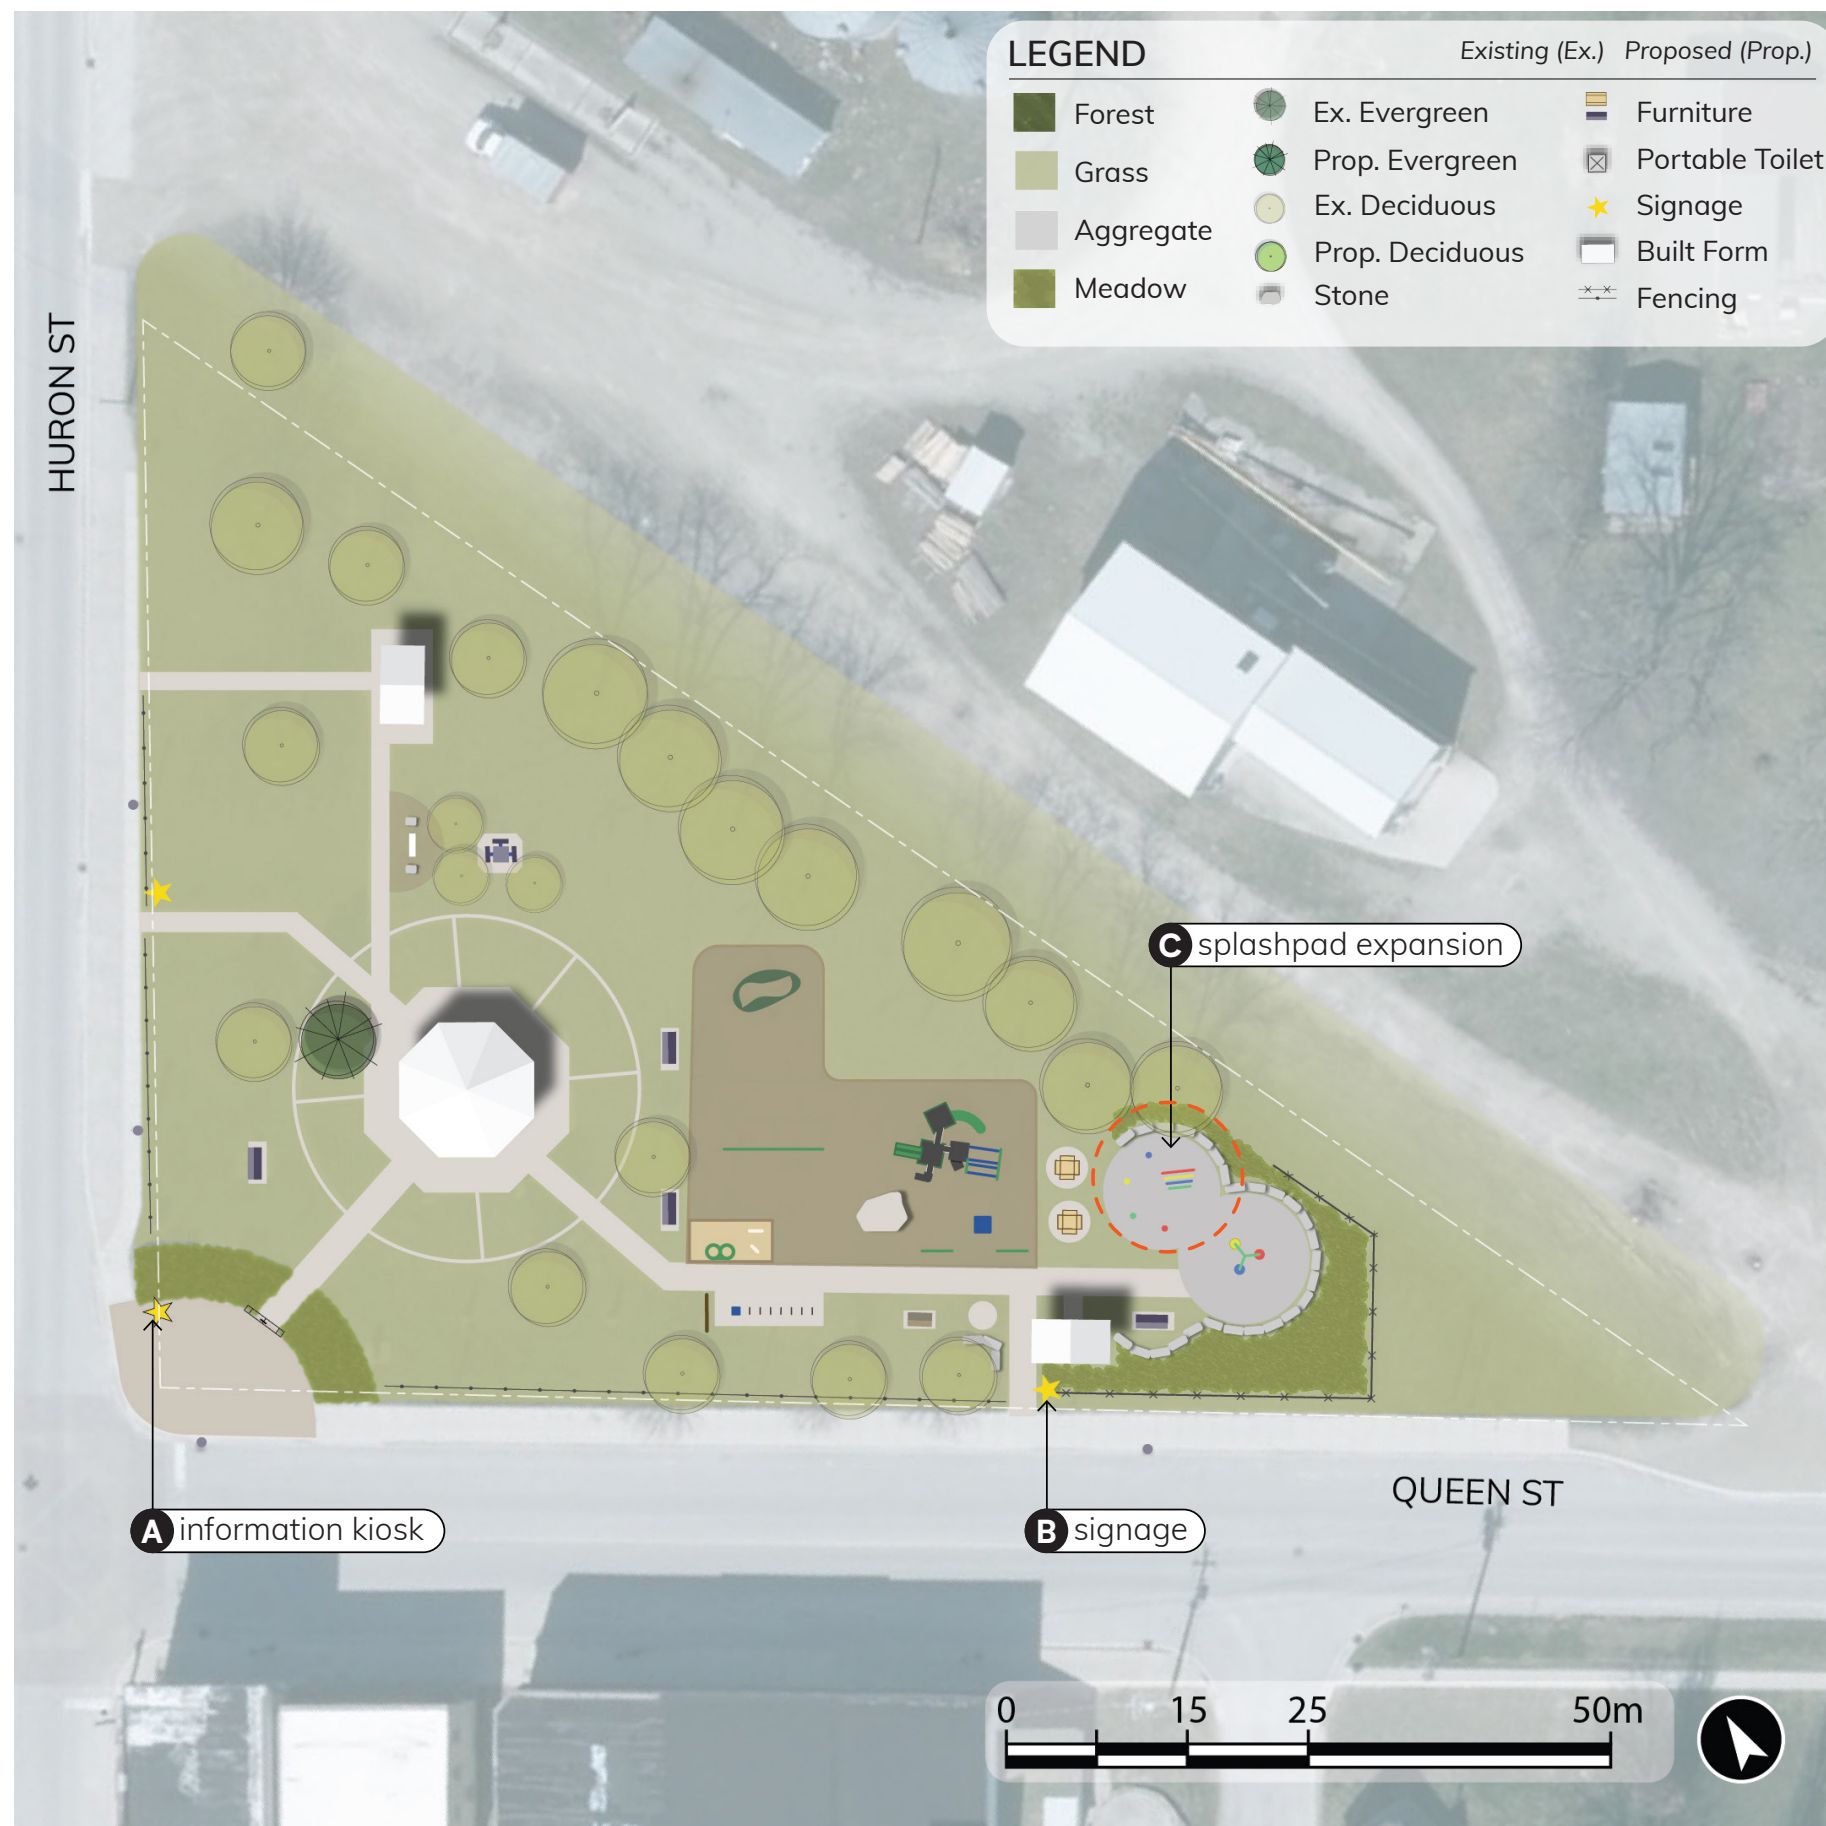 LEGEND
Existing (Ex.) Proposed (Prop.)
Forest
Grass
Aggregate
Meadow
Ex. Evergreen
Prop. Evergreen
Ex. Deciduous
Prop. Deciduous
Stone
Furniture
Portable Toilet
Signage
Built Form
Fencing
HURON ST
C splashpad expansion
QUEEN ST
A information kiosk
B signage
0 15 25 50m